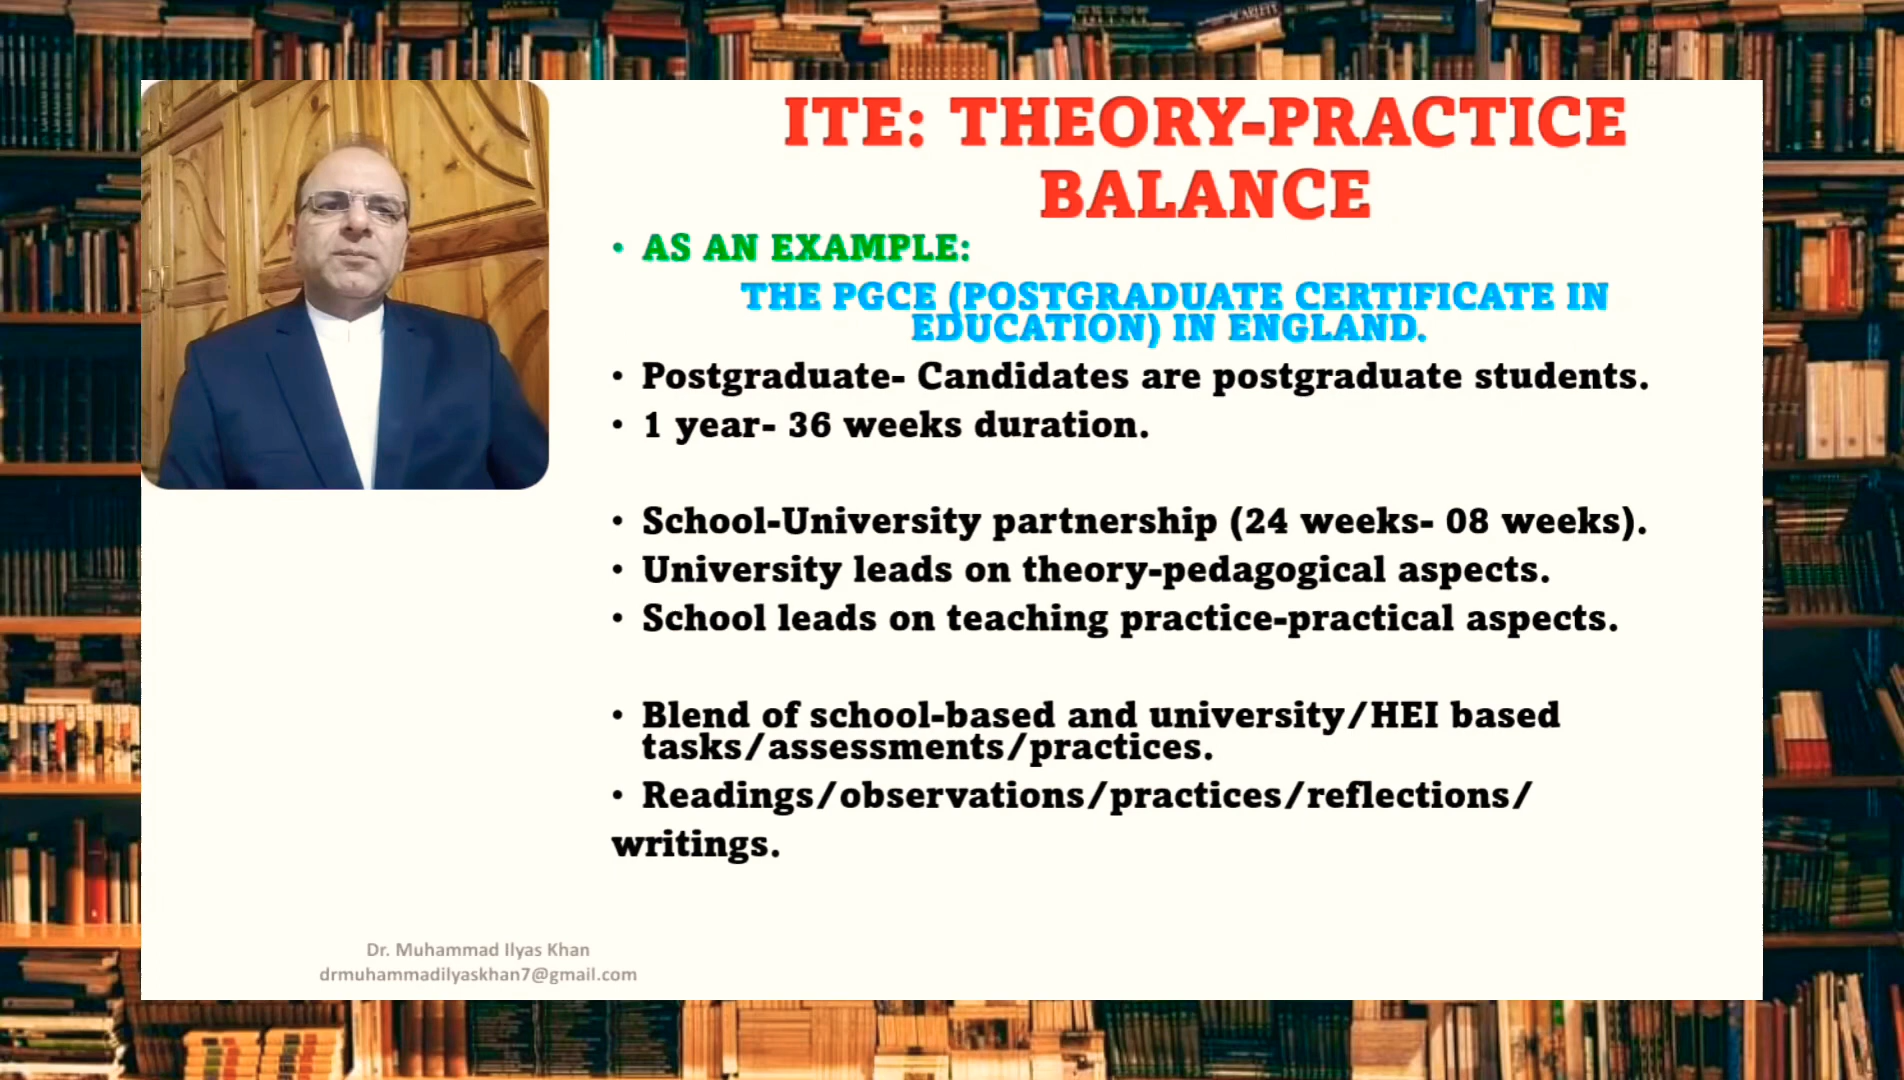 ITE: THEORY-PRACTICE
BALANCE
• AS AN EXAMPLE:
THE PGCE (POSTGRADUATE CERTIFICATE IN
EDUCATION) IN ENGLAND.
• Postgraduate- Candidates are postgraduate students.
• 1 year- 36 weeks duration.
• School-University partnership (24 weeks- 08 weeks).
• University leads on theory-pedagogical aspects.
• School leads on teaching practice-practical aspects.
• Blend of school-based and university/HEI based
tasks/assessments/practices.
• Readings/observations/practices/reflections/
writings.
Dr. Muhammad Ilyas Khan
drmuhammadilyaskhan7@gmail.com